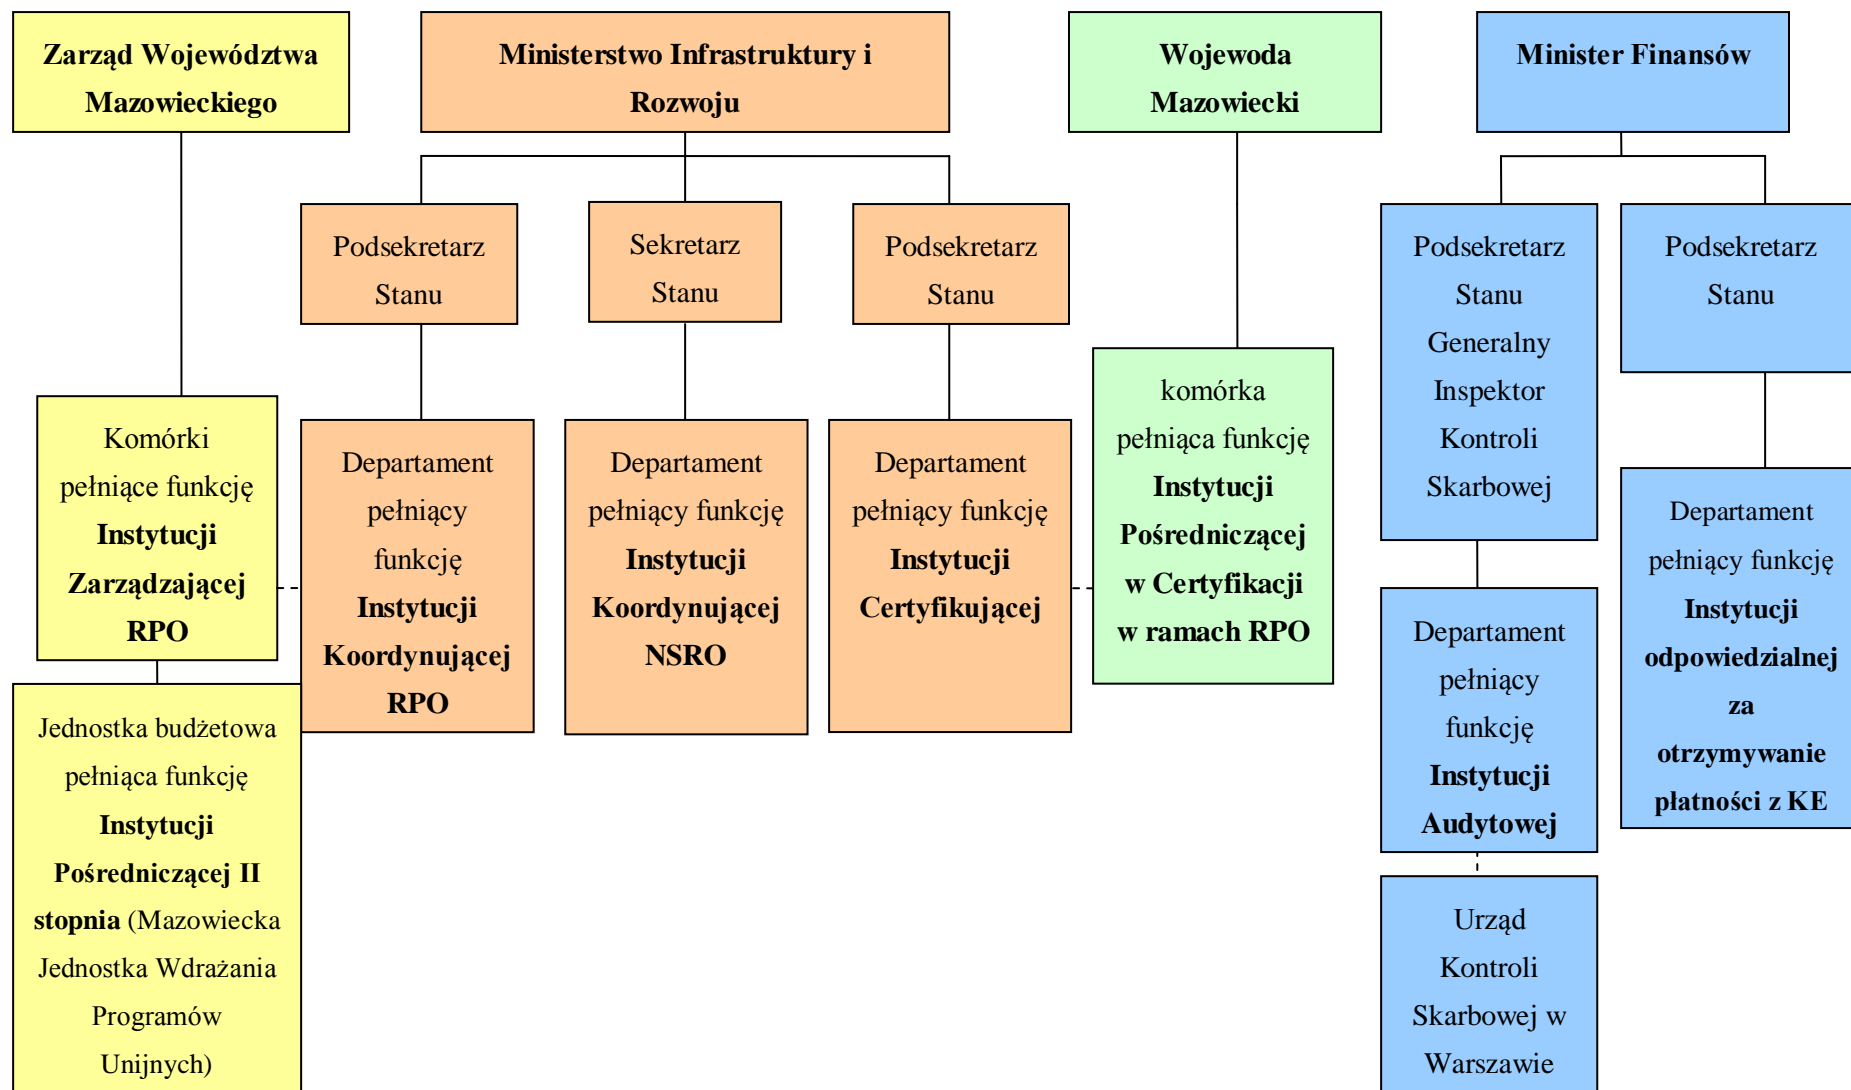 Zarząd Województwa
Mazowieckiego
Ministerstwo Infrastruktury i
Rozwoju
Wojewoda
Mazowiecki
Minister Finansów
Podsekretarz
Stanu
Sekretarz
Stanu
Podsekretarz
Stanu
Podsekretarz
Stanu
Generalny
Inspektor
Kontroli
Skarbowej
Podsekretarz
Stanu
Komórki
pełniące funkcję
Instytucji
Zarządzającej
RPO
Departament
pełniący
funkcję
Instytucji
Koordynującej
RPO
Departament
pełniący funkcję
Instytucji
Koordynującej
NSRO
Departament
pełniący funkcję
Instytucji
Certyfikującej
komórka
pełniąca funkcję
Instytucji
Pośredniczącej
w Certyfikacji
w ramach RPO
Departament
pełniący
funkcję
Instytucji
Audytowej
Departament
pełniący funkcję
Instytucji
odpowiedzialnej
za
otrzymywanie
płatności z KE
Jednostka budżetowa
pełniąca funkcję
Instytucji
Pośredniczącej II
stopnia (Mazowiecka
Jednostka Wdrażania
Programów
Unijnych)
Urząd
Kontroli
Skarbowej w
Warszawie